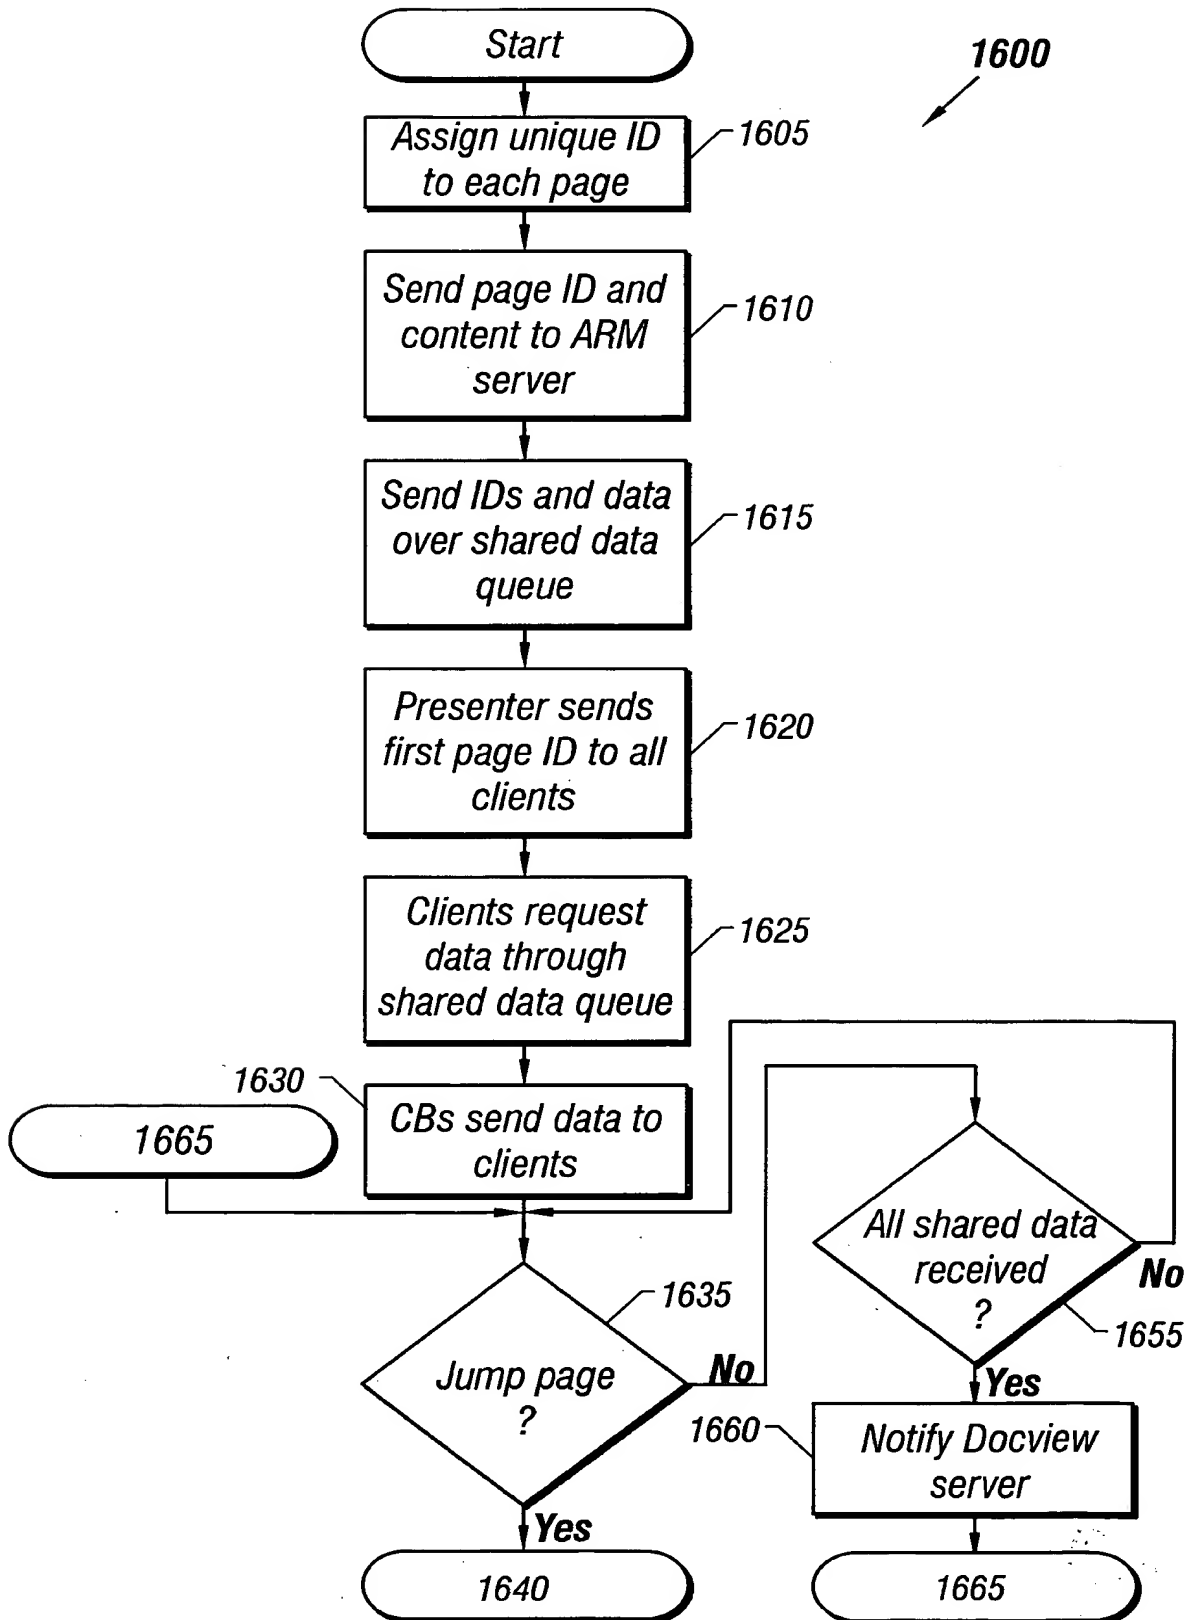 Start
1600
Assign unique ID
to each page
1605
Send page ID and
content to ARM
server
1610
Send IDs and data
over shared data
queue
1615
Presenter sends
first page ID to all
clients
1620
Clients request
data through
shared data queue
1625
1630
CBs send data to
clients
1665
All shared data
received
?
No
1655
1635
Jump page
?
No
Yes
1660
Notify Docview
server
Yes
1640
1665